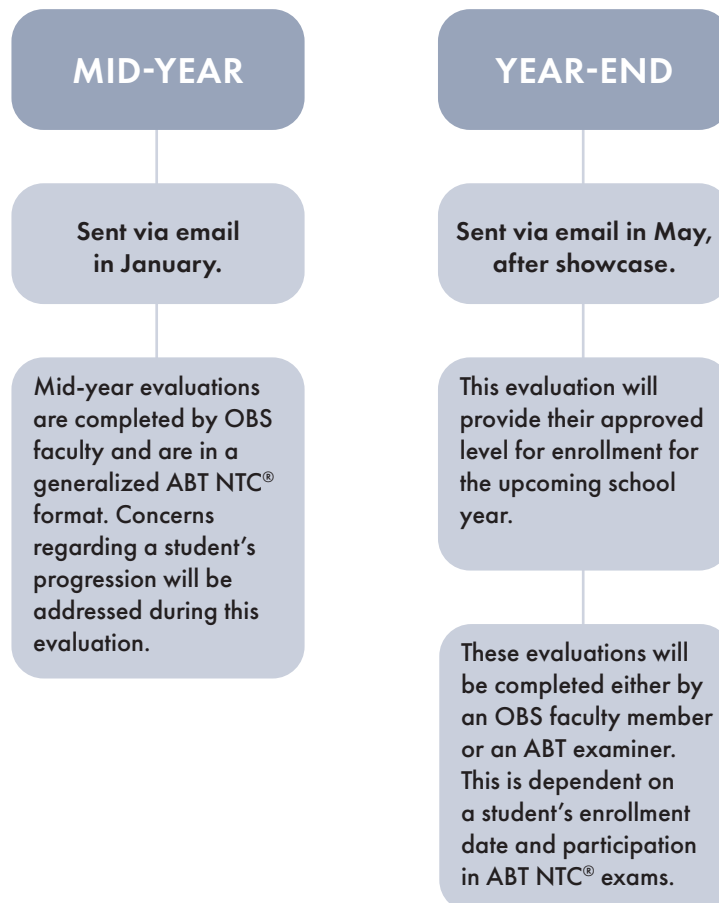 MID-YEAR
Sent via email
in January.
Mid-year evaluations
are completed by OBS
faculty and are in a
generalized ABT NTC®
format. Concerns
regarding a student’s
progression will be
addressed during this
evaluation.
YEAR-END
Sent via email in May,
after showcase.
This evaluation will
provide their approved
level for enrollment for
the upcoming school
year.
These evaluations will
be completed either by
an OBS faculty member
or an ABT examiner.
This is dependent on
a student’s enrollment
date and participation
in ABT NTC® exams.